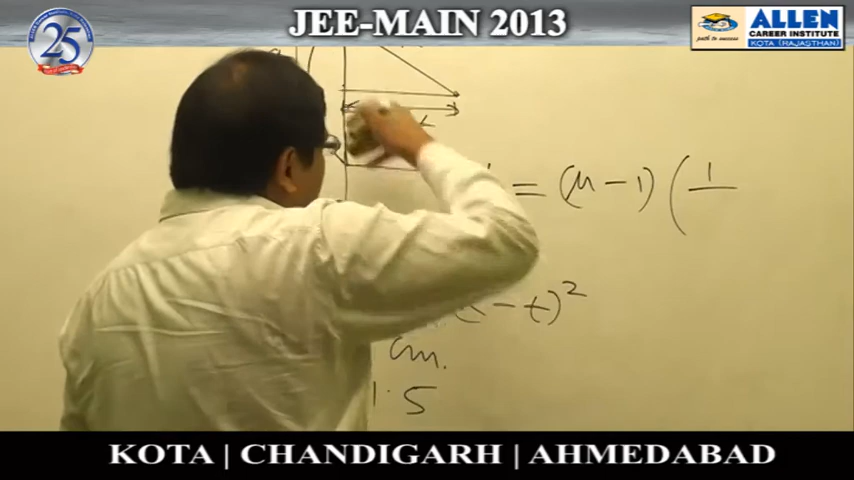 JEE-MAIN 2013
25
path to success
ALLEN
CAREER INSTITUTE
KOTA (RAJASTHAN)
= (μ - 1) ( 1
- t)²
cm.
1.5
KOTA | CHANDIGARH | AHMEDABAD